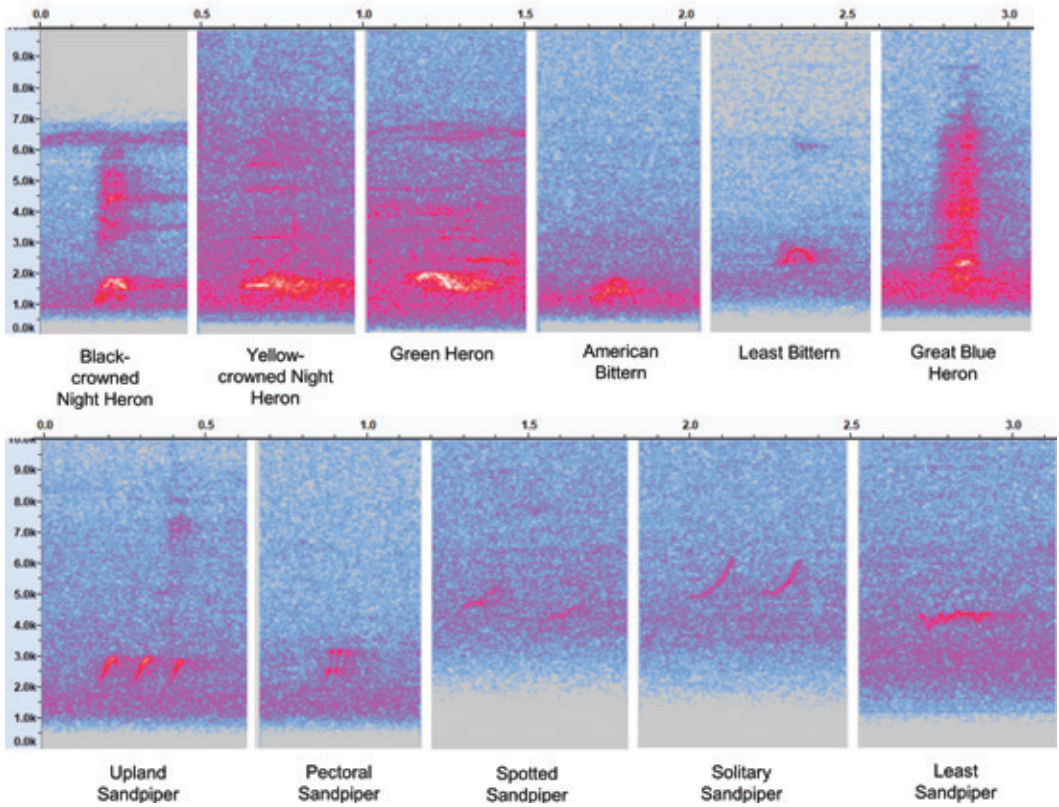 0.0 0.5 1.0 1.5 2.0 2.5 3.0
9.0k
8.0k
7.0k
6.0k
5.0k
4.0k
3.0k
2.0k
1.0k
0.0k
Black-
crowned
Night Heron
Yellow-
crowned Night
Heron
Green Heron
American
Bittern
Least Bittern
Great Blue
Heron
0.0 0.5 1.0 1.5 2.0 2.5 3.0
9.0k
8.0k
7.0k
6.0k
5.0k
4.0k
3.0k
2.0k
1.0k
0.0k
Upland
Sandpiper
Pectoral
Sandpiper
Spotted
Sandpiper
Solitary
Sandpiper
Least
Sandpiper